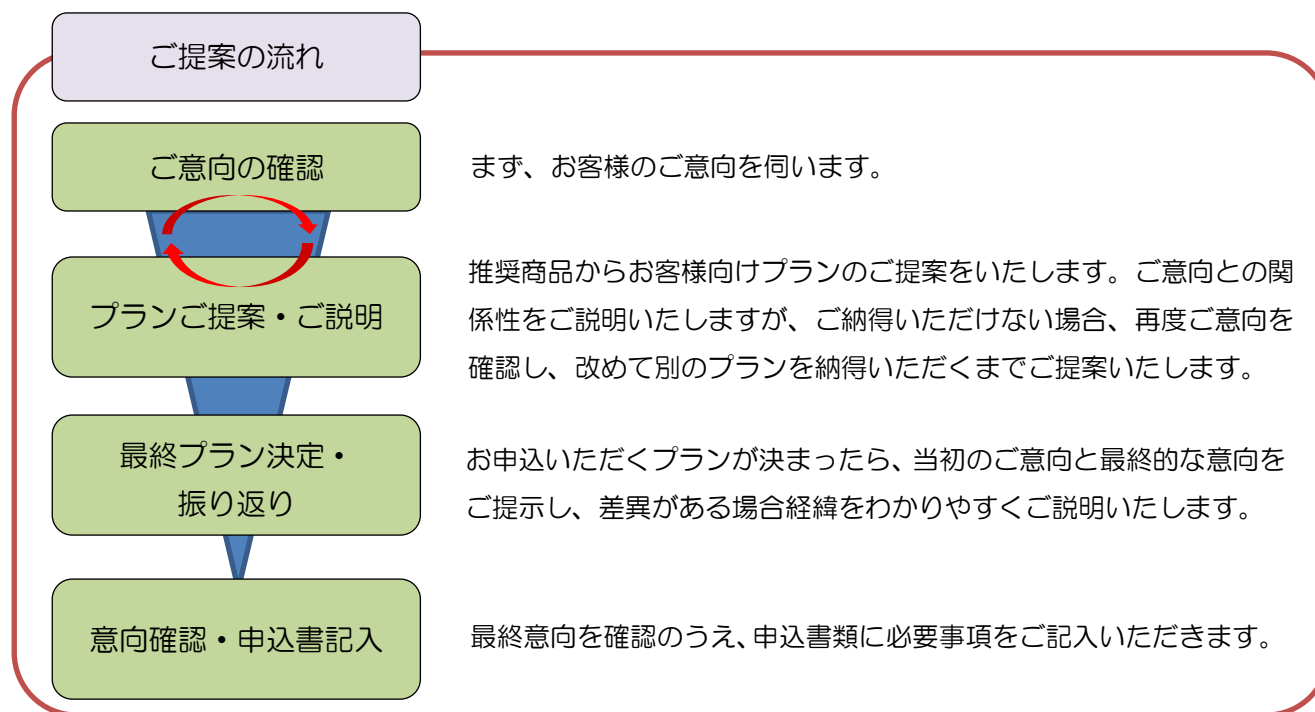 ご提案の流れ
ご意向の確認
まず、お客様のご意向を伺います。
プランご提案・ご説明
推奨商品からお客様向けプランのご提案をいたします。ご意向との関
係性をご説明いたしますが、ご納得いただけない場合、再度ご意向を
確認し、改めて別のプランを納得いただくまでご提案いたします。
最終プラン決定・
振り返り
お申込いただくプランが決まったら、当初のご意向と最終的な意向を
ご提示し、差異がある場合経緯をわかりやすくご説明いたします。
意向確認・申込書記入
最終意向を確認のうえ、申込書類に必要事項をご記入いただきます。